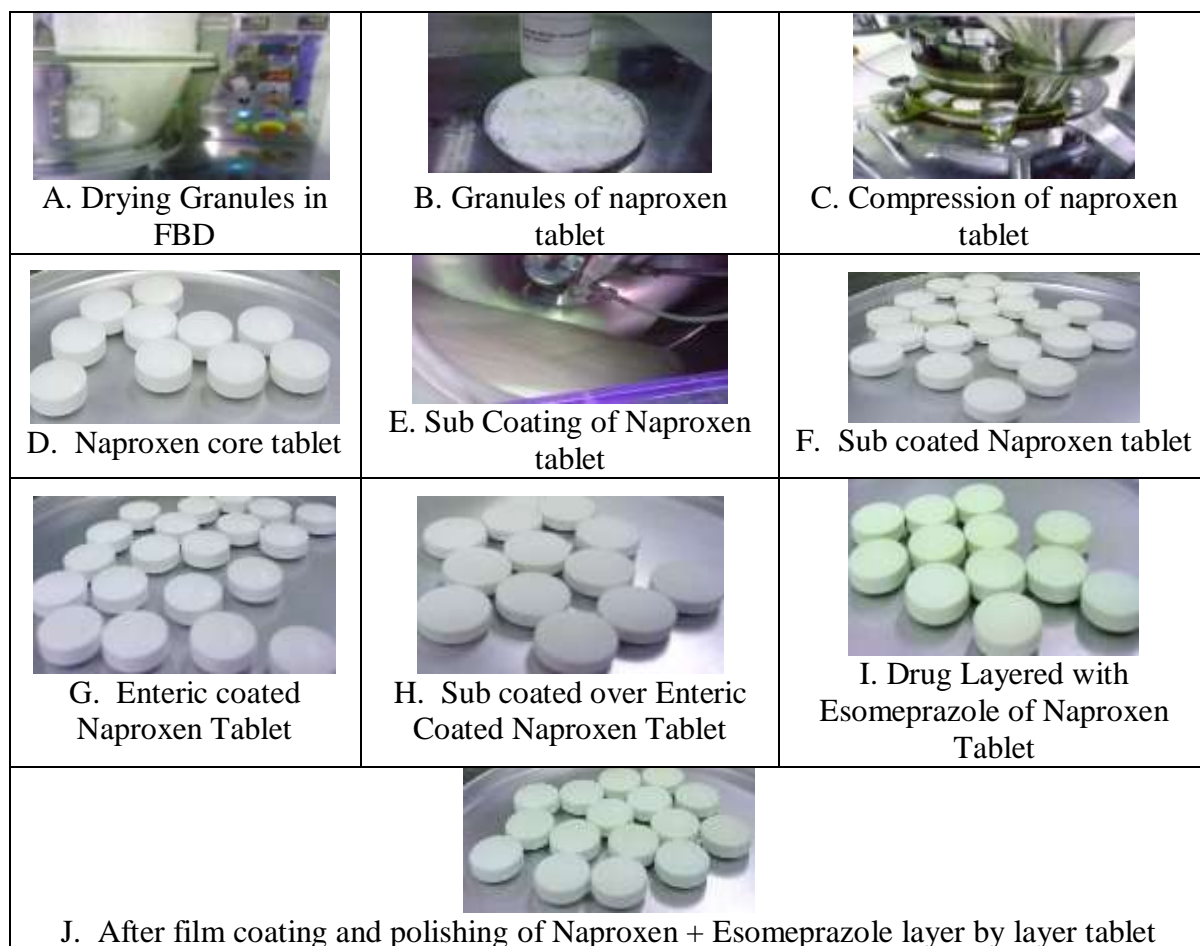 A. Drying Granules in
FBD
B. Granules of naproxen
tablet
C. Compression of naproxen
tablet
D. Naproxen core tablet
E. Sub Coating of Naproxen
tablet
F. Sub coated Naproxen tablet
G. Enteric coated
Naproxen Tablet
H. Sub coated over Enteric
Coated Naproxen Tablet
I. Drug Layered with
Esomeprazole of Naproxen
Tablet
J. After film coating and polishing of Naproxen + Esomeprazole layer by layer tablet